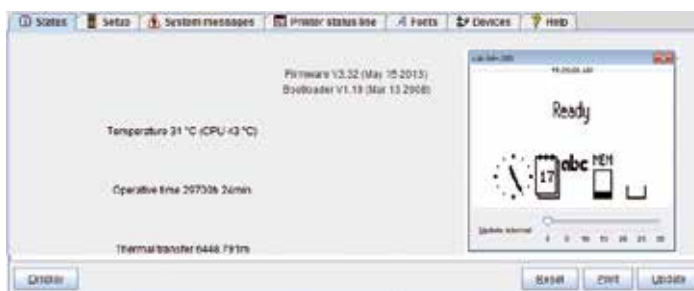 Status Setup System messages Printer status line Fonts Devices Help
Firmware V3.32 (May 15 2013)
Bootloader V1.10 (Mar 13 2008)
Temperature 31 °C (CPU 43 °C)
Operative time 29700h 24min
Thermal transfer 6448.791m
Ready
17 abc MEM
Update interval
Display Reset Print Update